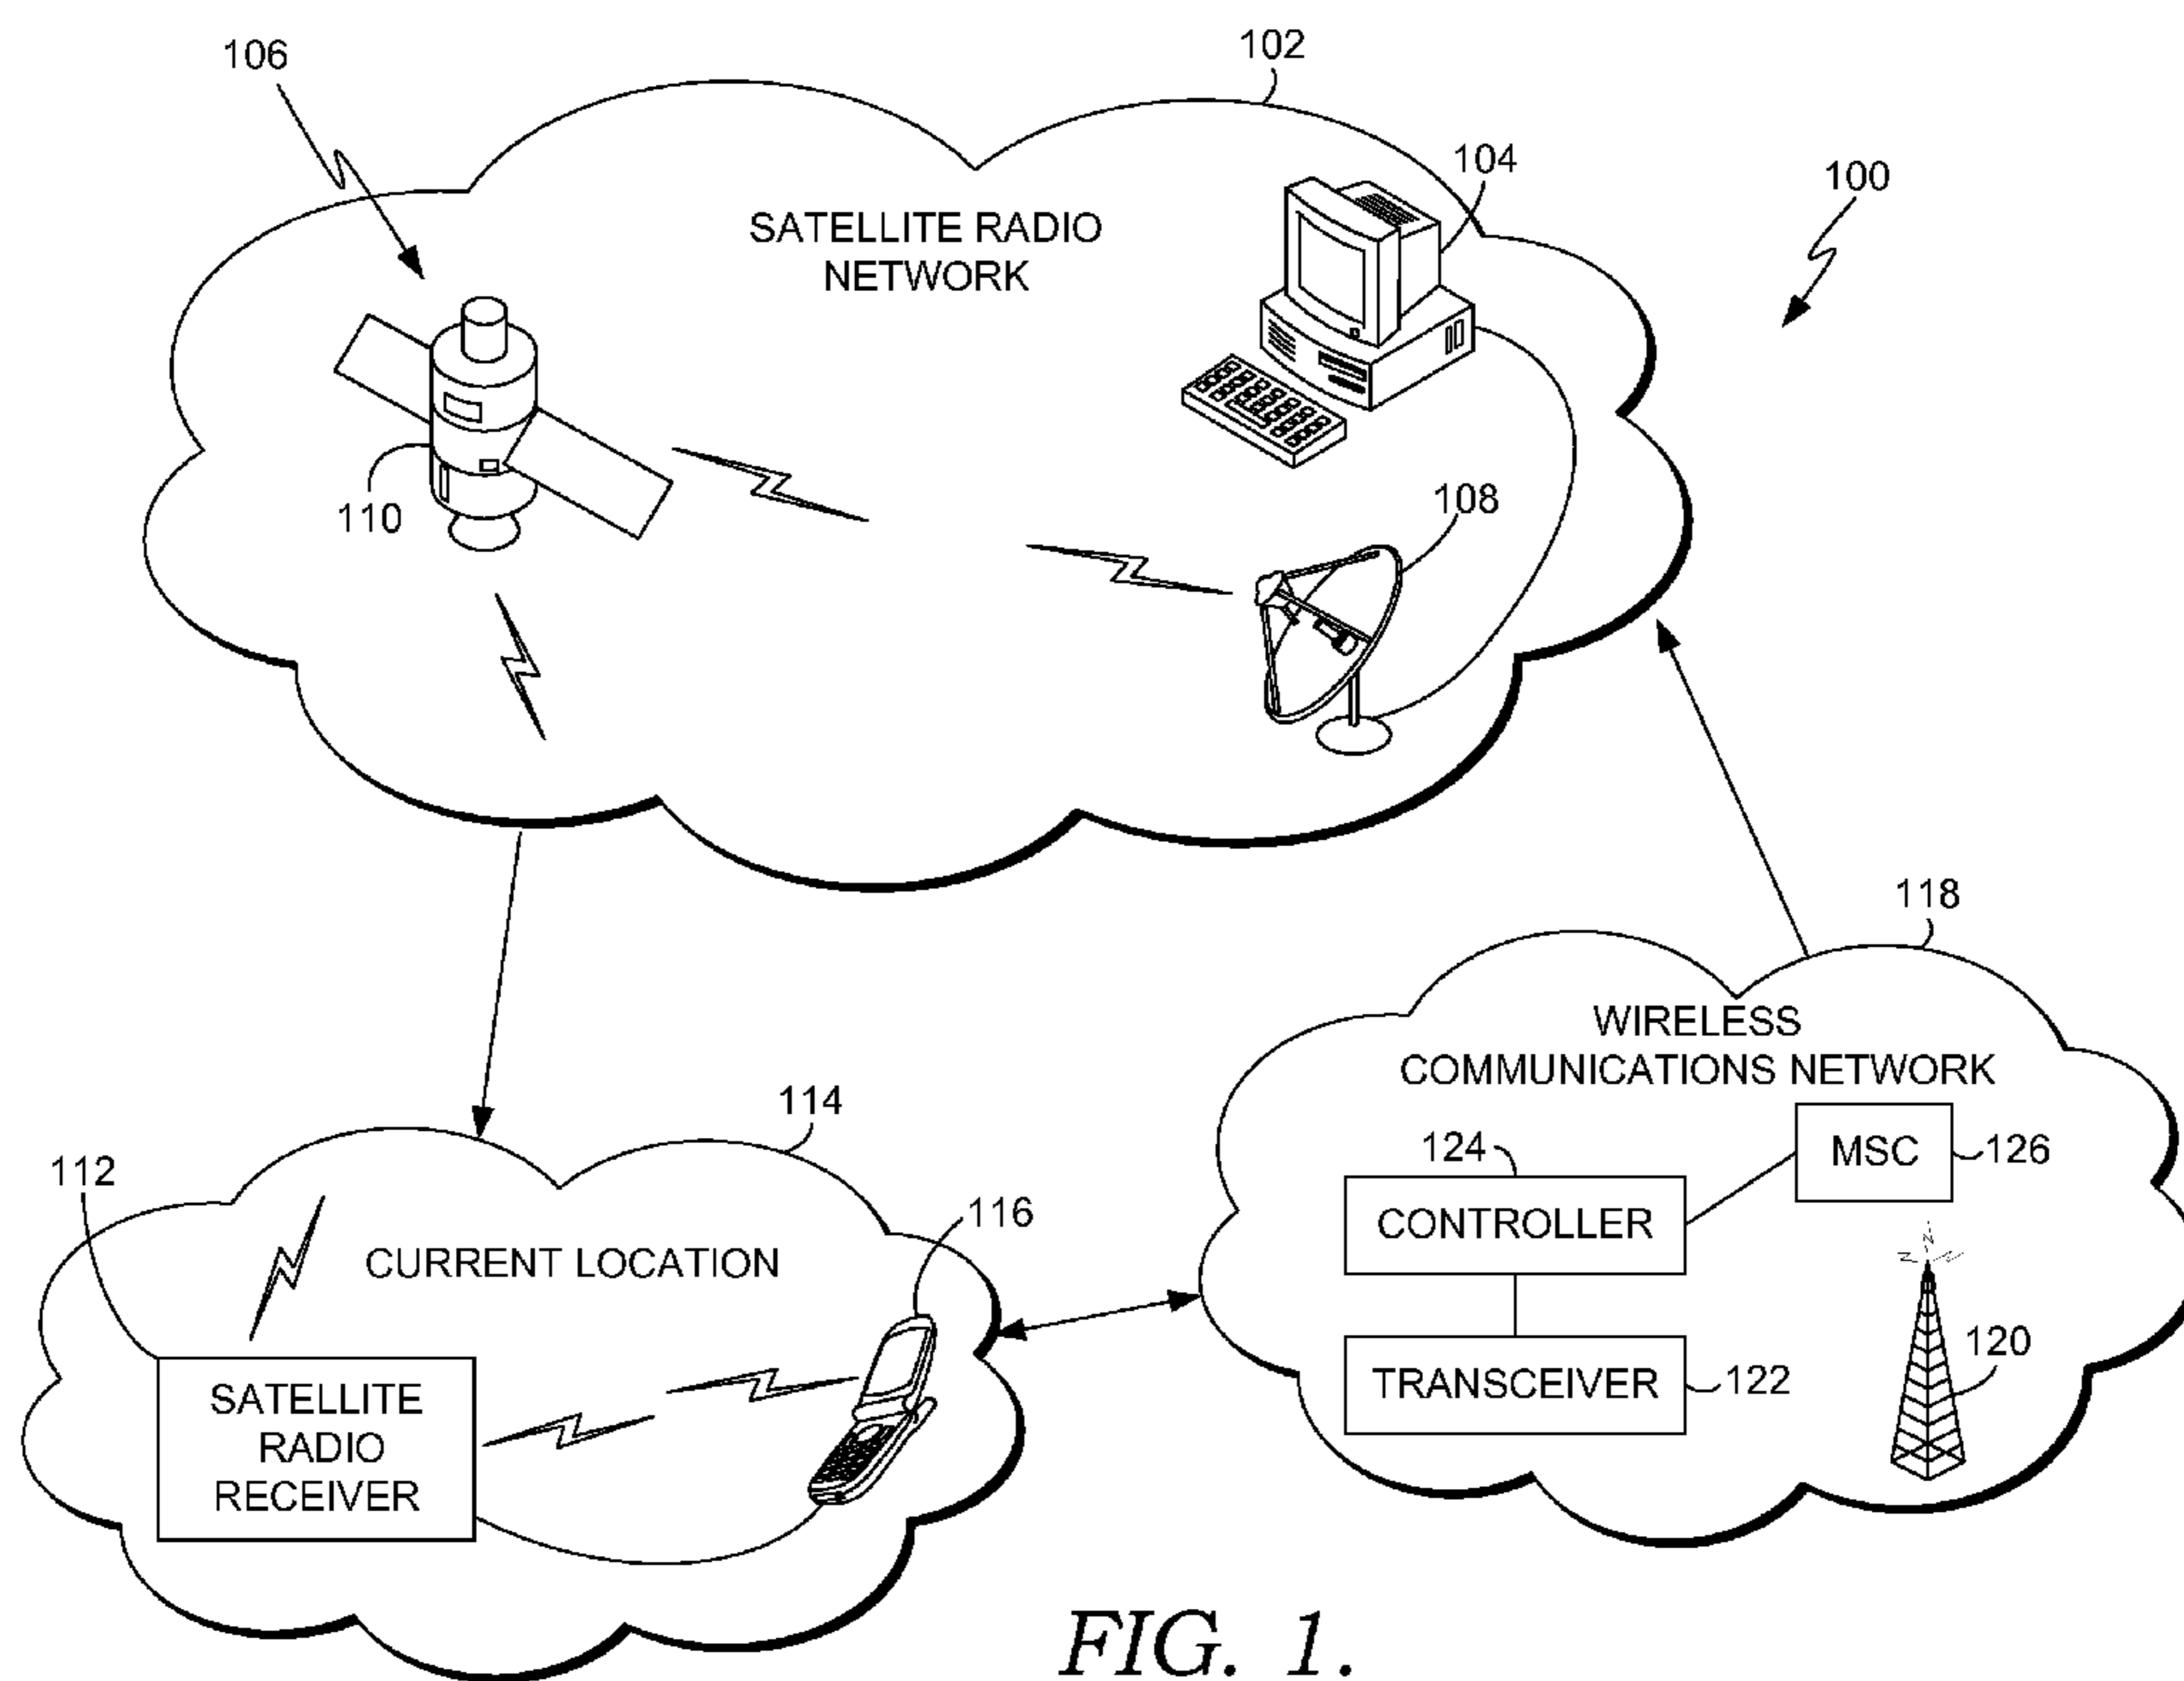 106
102
104
100
SATELLITE RADIO
NETWORK
110
108
118
WIRELESS
COMMUNICATIONS NETWORK
114
112
124
MSC
126
116
CONTROLLER
CURRENT LOCATION
120
TRANSCEIVER
122
SATELLITE
RADIO
RECEIVER
FIG. 1.